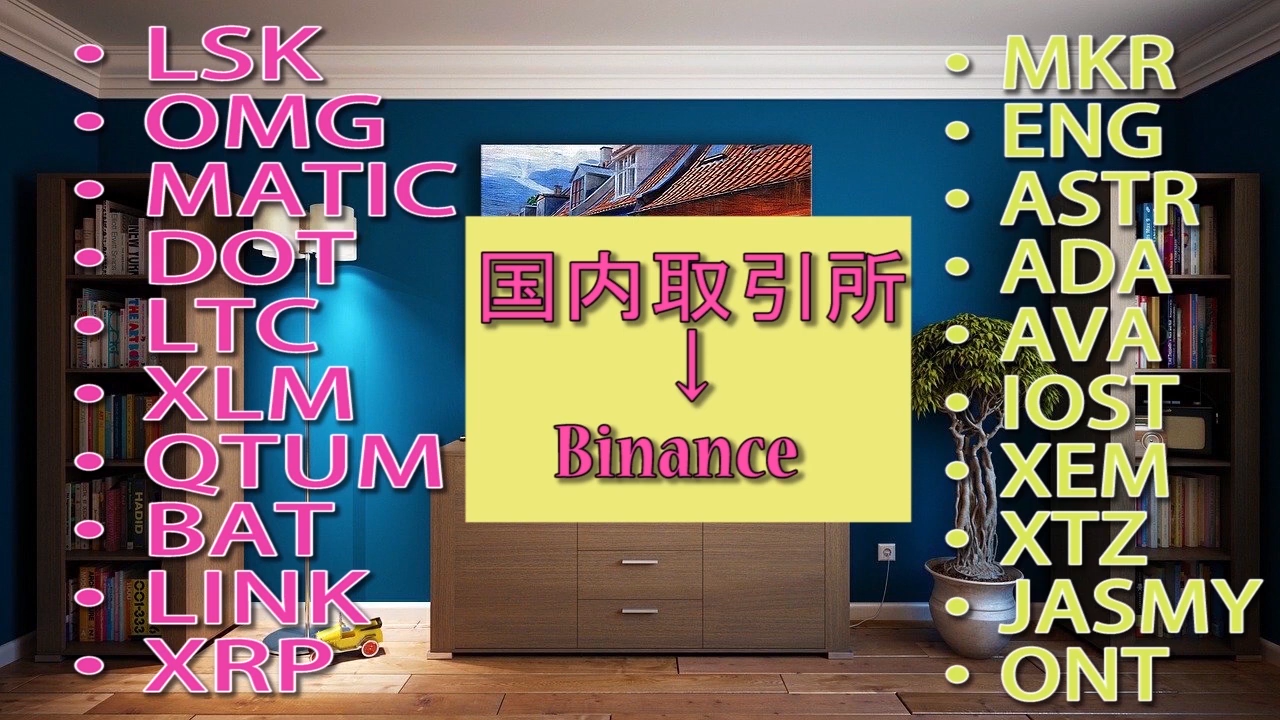 • LSK
• OMG
• MATIC
• DOT
• LTC
• XLM
• QTUM
• BAT
• LINK
• XRP
国内取引所
↓
Binance
• MKR
• ENG
• ASTR
• ADA
• AVA
• IOST
• XEM
• XTZ
• JASMY
• ONT